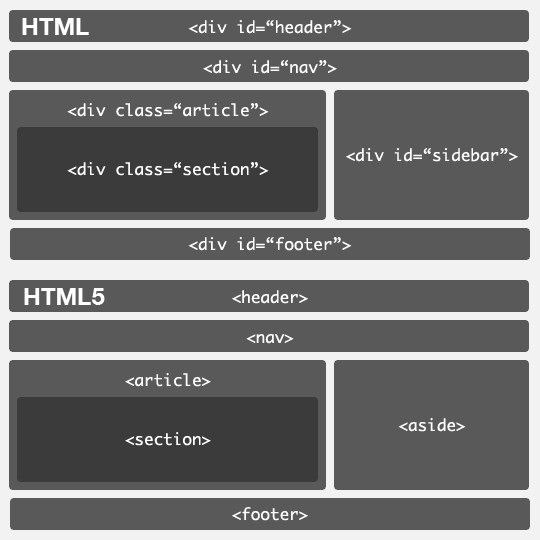 HTML <div id=“header”>
<div id=“nav”>
<div class=“article”>
<div class=“section”>
<div id=“sidebar”>
<div id=“footer”>
HTML5 <header>
<nav>
<article>
<section>
<aside>
<footer>